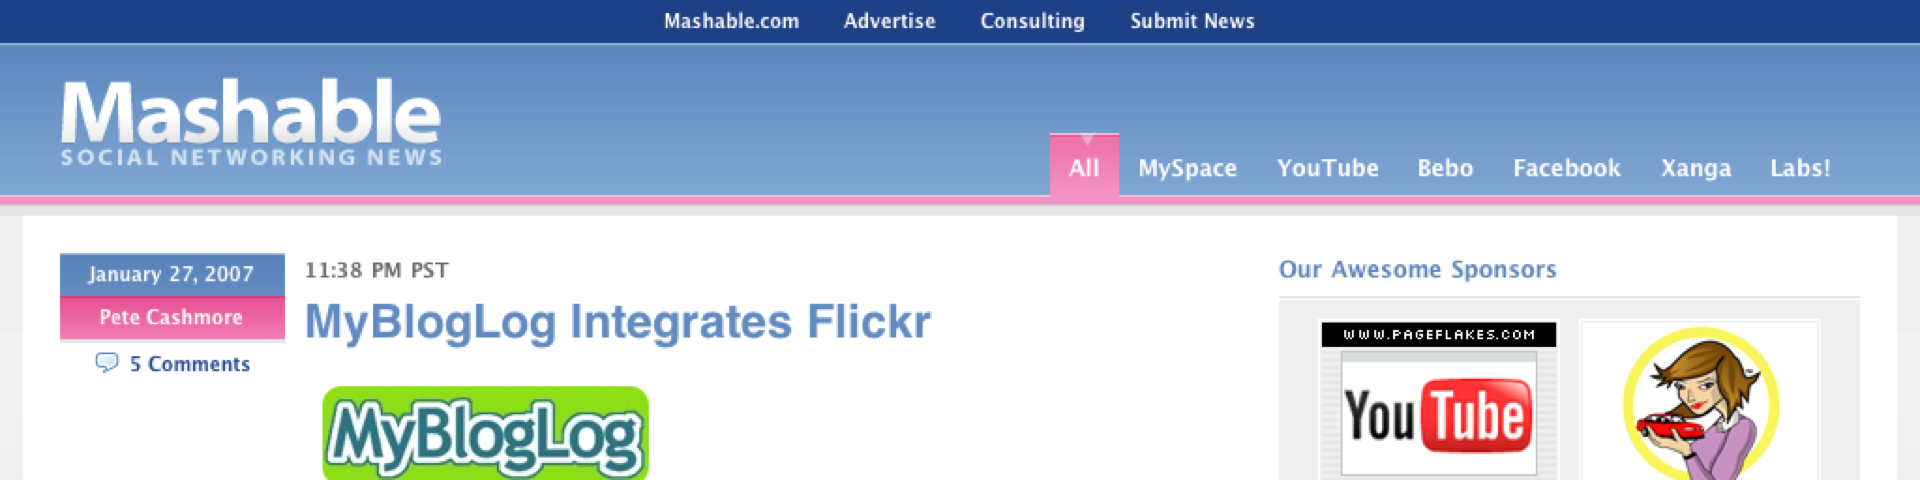 Mashable.com Advertise Consulting Submit News
Mashable
SOCIAL NETWORKING NEWS
All MySpace YouTube Bebo Facebook Xanga Labs!
January 27, 2007
Pete Cashmore
5 Comments
11:38 PM PST
MyBlogLog Integrates Flickr
MyBlogLog
Our Awesome Sponsors
WWW.PAGEFLAKES.COM
YouTube